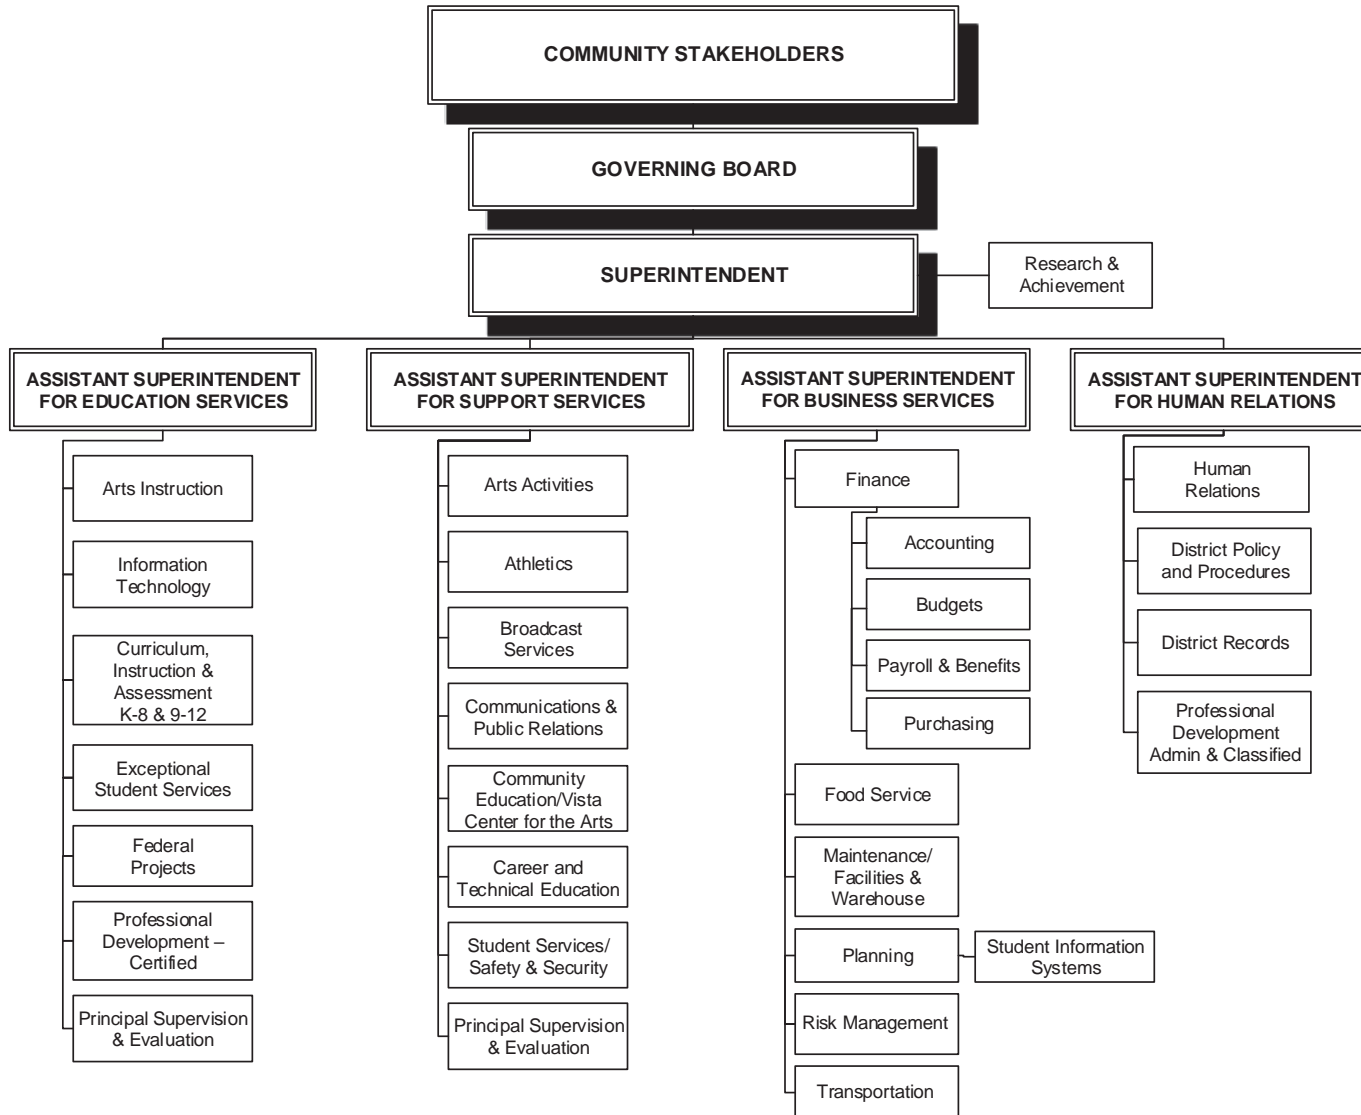 COMMUNITY STAKEHOLDERS
GOVERNING BOARD
SUPERINTENDENT
Research &
Achievement
ASSISTANT SUPERINTENDENT
FOR EDUCATION SERVICES
Arts Instruction
Information
Technology
Curriculum,
Instruction &
Assessment
K-8 & 9-12
Exceptional
Student Services
Federal
Projects
Professional
Development –
Certified
Principal Supervision
& Evaluation
ASSISTANT SUPERINTENDENT
FOR SUPPORT SERVICES
Arts Activities
Athletics
Broadcast
Services
Communications &
Public Relations
Community
Education/Vista
Center for the Arts
Career and
Technical Education
Student Services/
Safety & Security
Principal Supervision
& Evaluation
ASSISTANT SUPERINTENDENT
FOR BUSINESS SERVICES
Finance
Accounting
Budgets
Payroll & Benefits
Purchasing
Food Service
Maintenance/
Facilities &
Warehouse
Planning
Student Information
Systems
Risk Management
Transportation
ASSISTANT SUPERINTENDENT
FOR HUMAN RELATIONS
Human
Relations
District Policy
and Procedures
District Records
Professional
Development
Admin & Classified